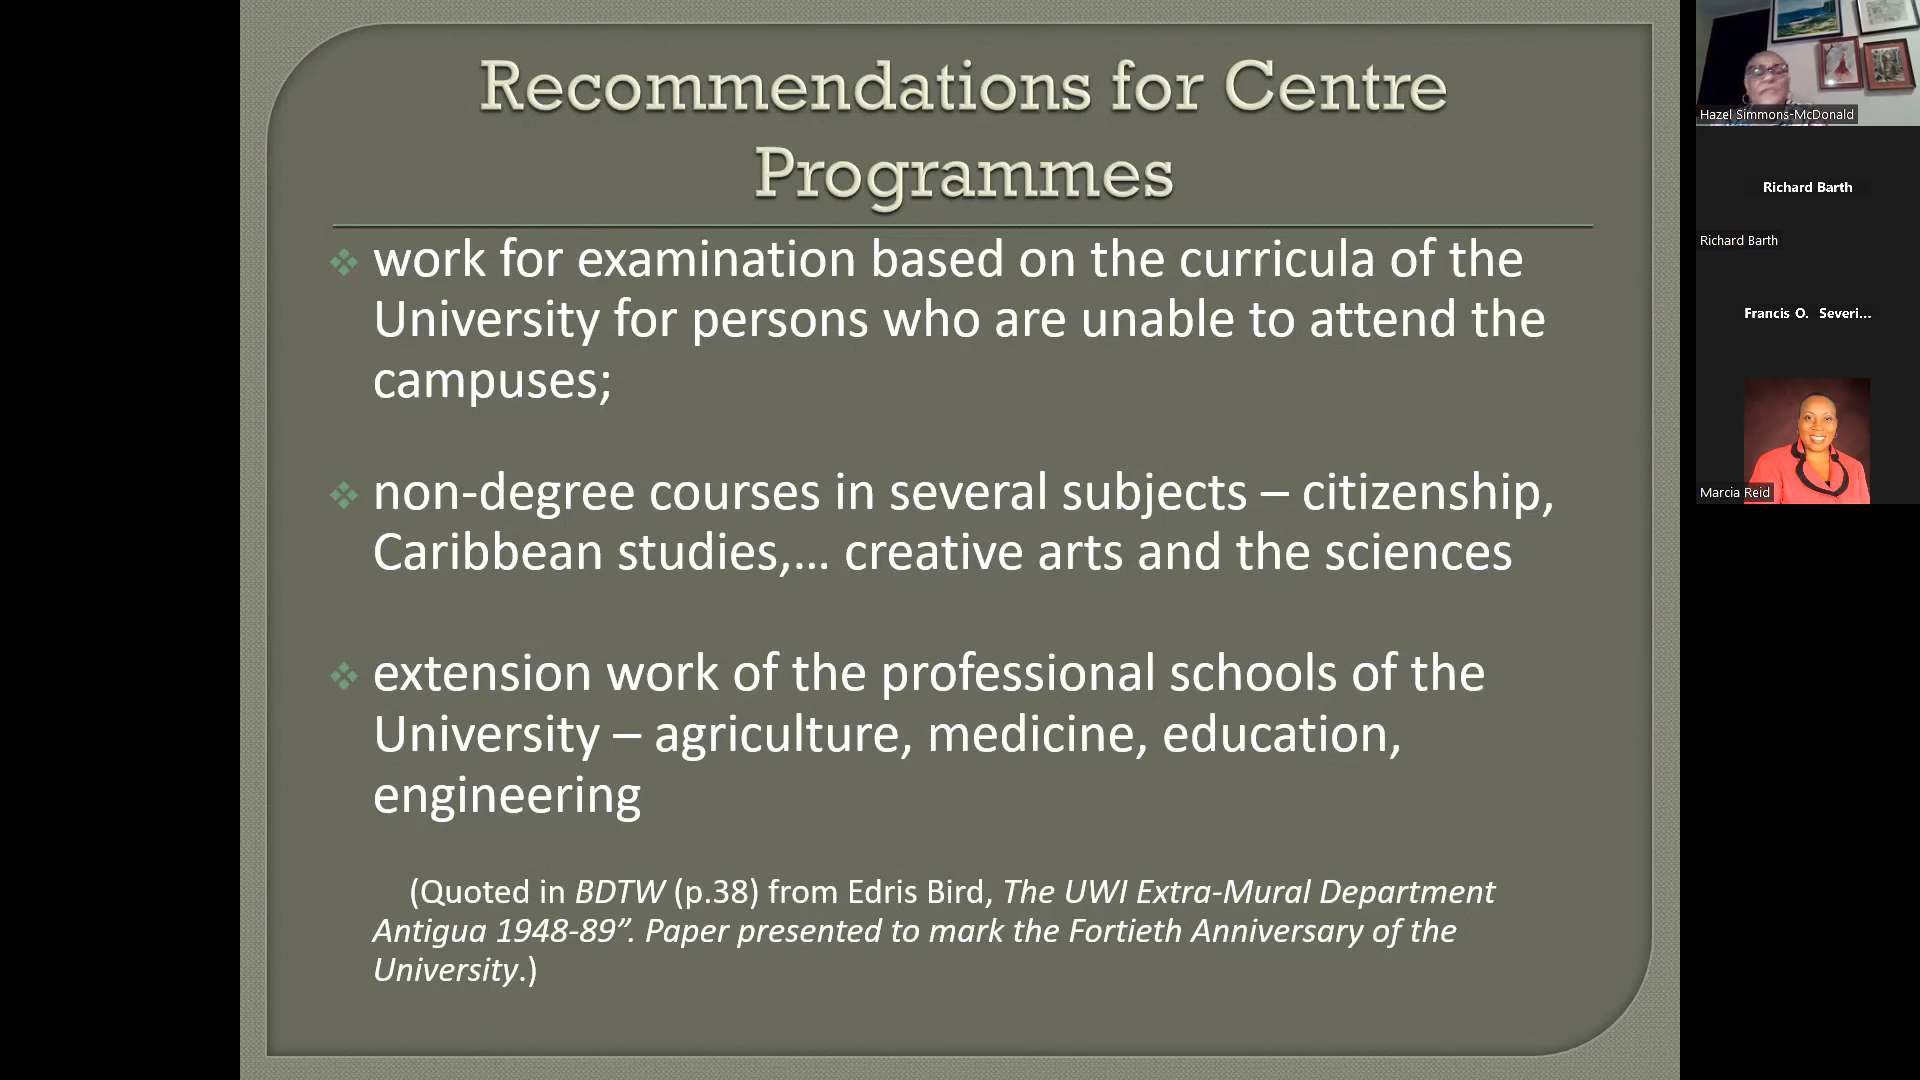 Recommendations for Centre
Programmes
work for examination based on the curricula of the
University for persons who are unable to attend the
campuses;
non-degree courses in several subjects – citizenship,
Caribbean studies,... creative arts and the sciences
extension work of the professional schools of the
University – agriculture, medicine, education,
engineering
(Quoted in BDTW (p.38) from Edris Bird, The UWI Extra-Mural Department
Antigua 1948-89”. Paper presented to mark the Fortieth Anniversary of the
University.)
Hazel Simmons-McDonald
Richard Barth
Richard Barth
Francis O. Severi...
Marcia Reid